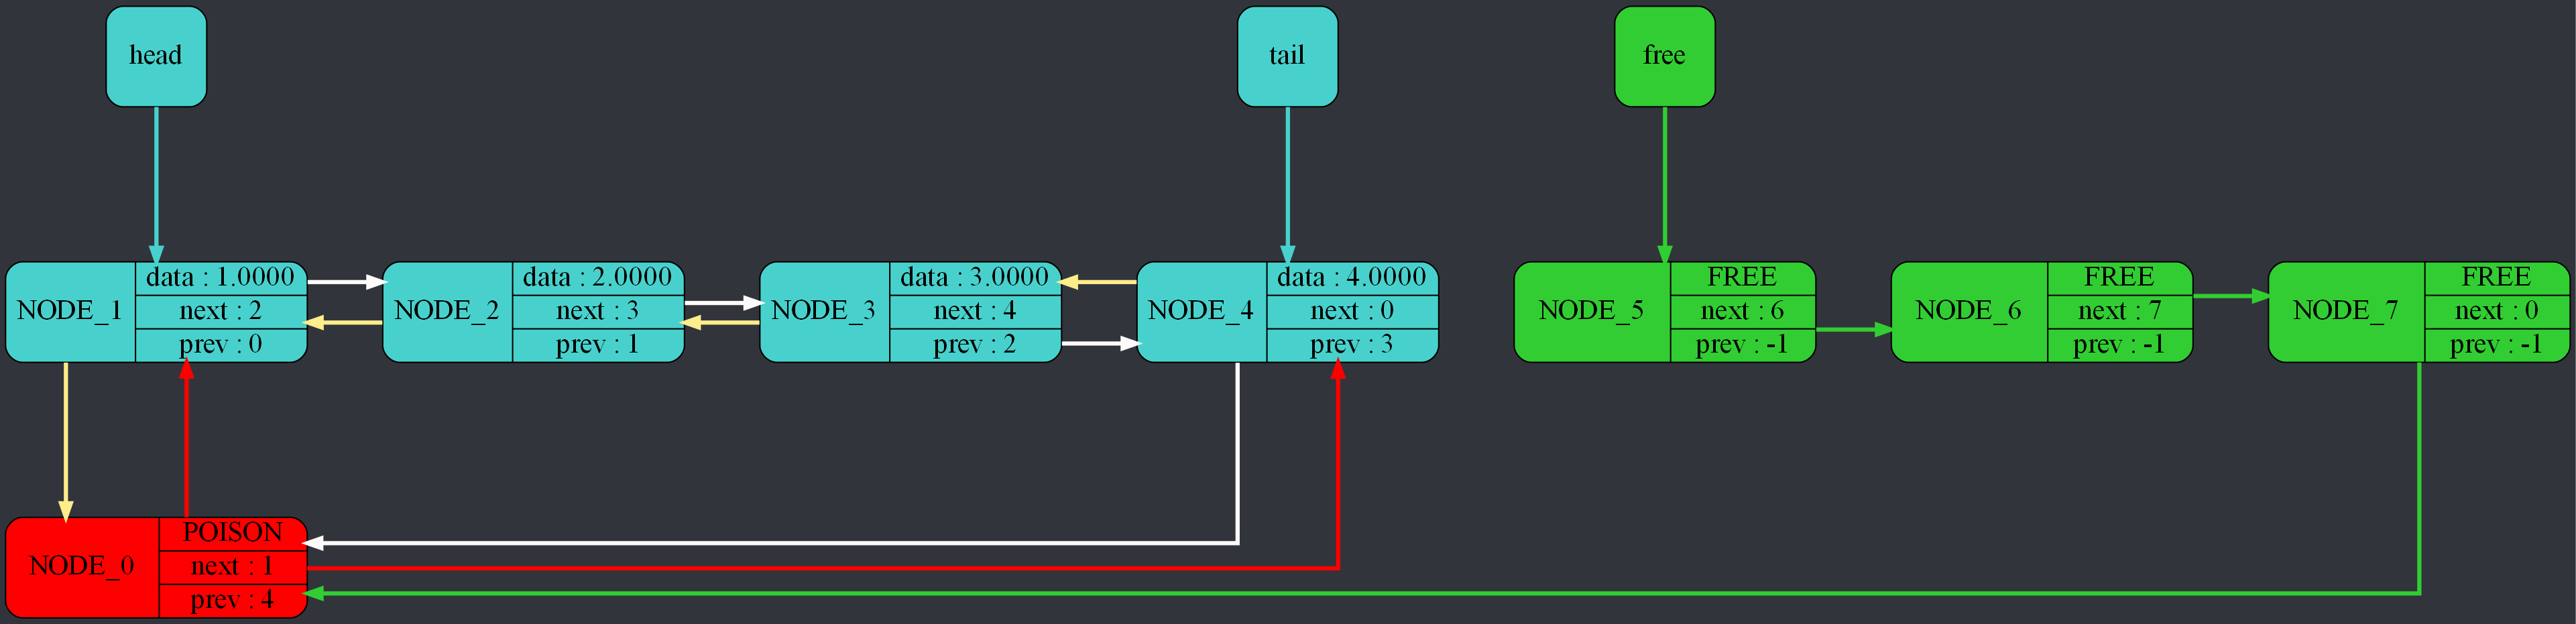 head
tail
free
NODE_1
data : 1.0000
next : 2
prev : 0
NODE_2
data : 2.0000
next : 3
prev : 1
NODE_3
data : 3.0000
next : 4
prev : 2
NODE_4
data : 4.0000
next : 0
prev : 3
NODE_5
FREE
next : 6
prev : -1
NODE_6
FREE
next : 7
prev : -1
NODE_7
FREE
next : 0
prev : -1
NODE_0
POISON
next : 1
prev : 4